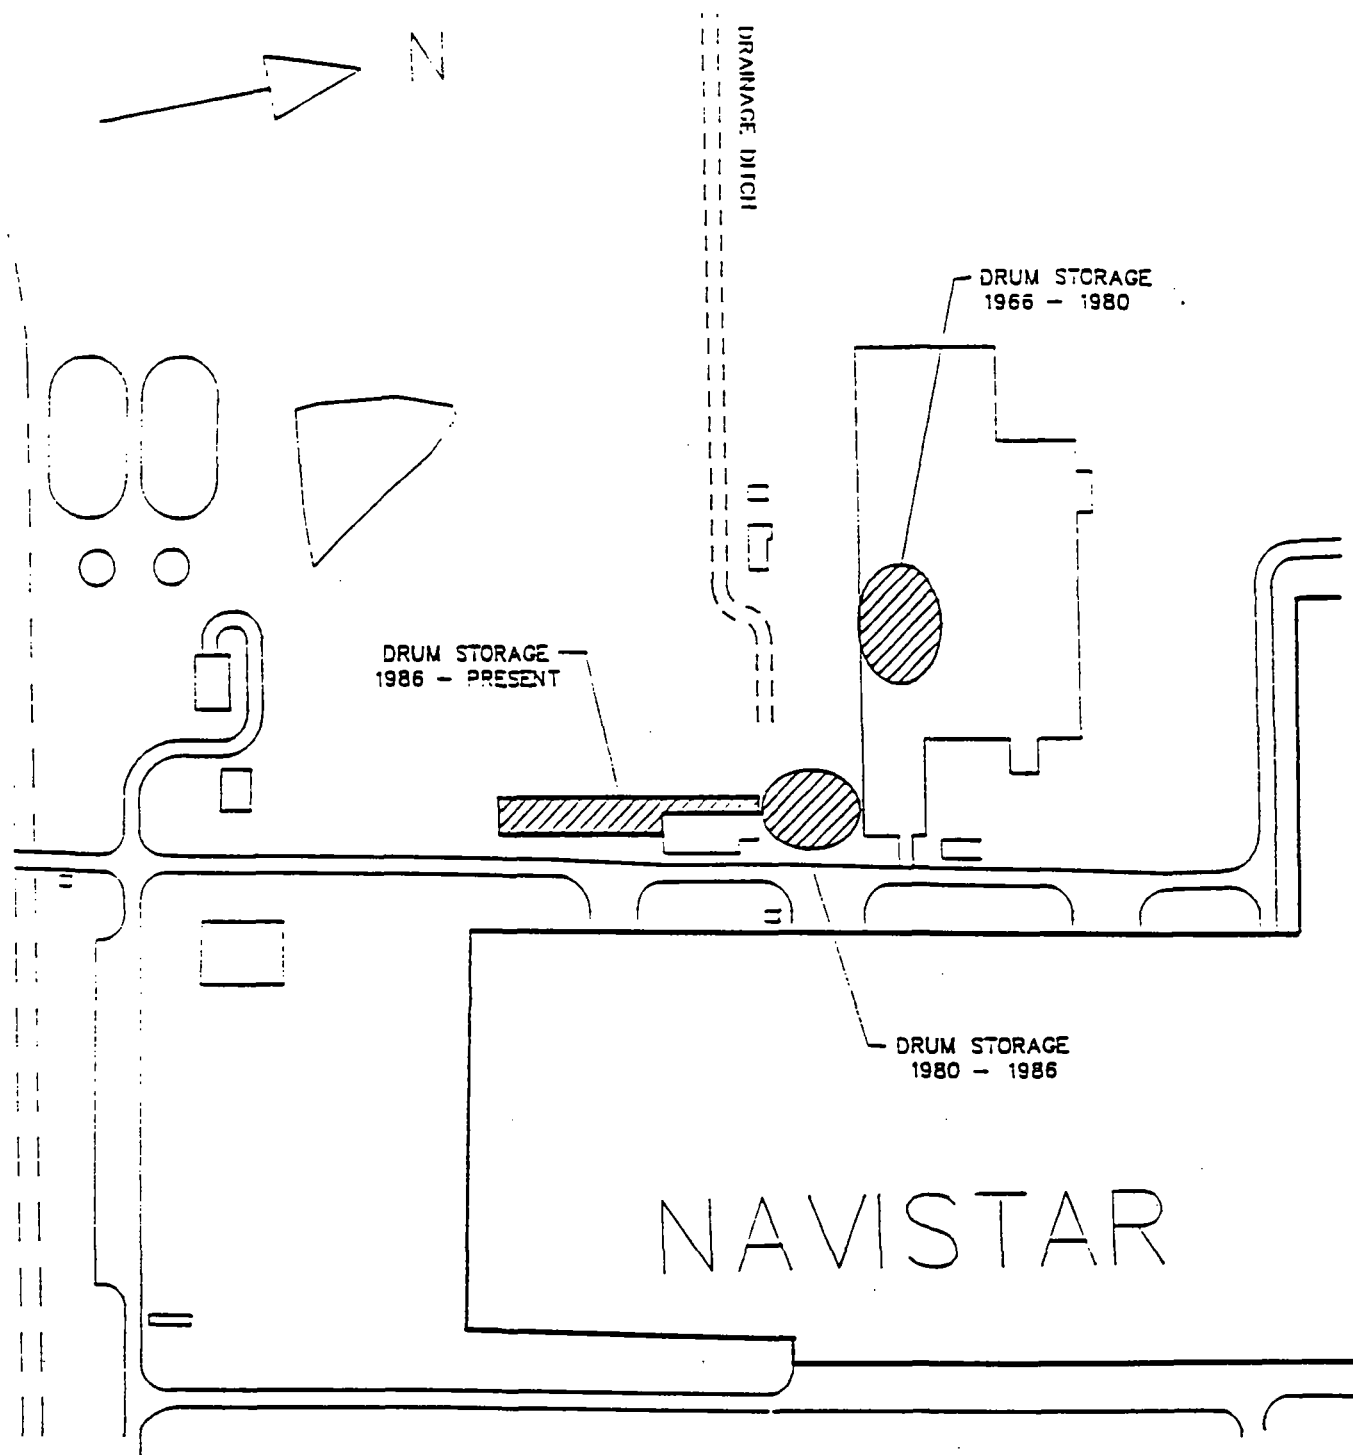 N
DRAINAGE DITCH
DRUM STORAGE
1966 - 1980
DRUM STORAGE
1986 - PRESENT
DRUM STORAGE
1980 - 1986
NAVISTAR